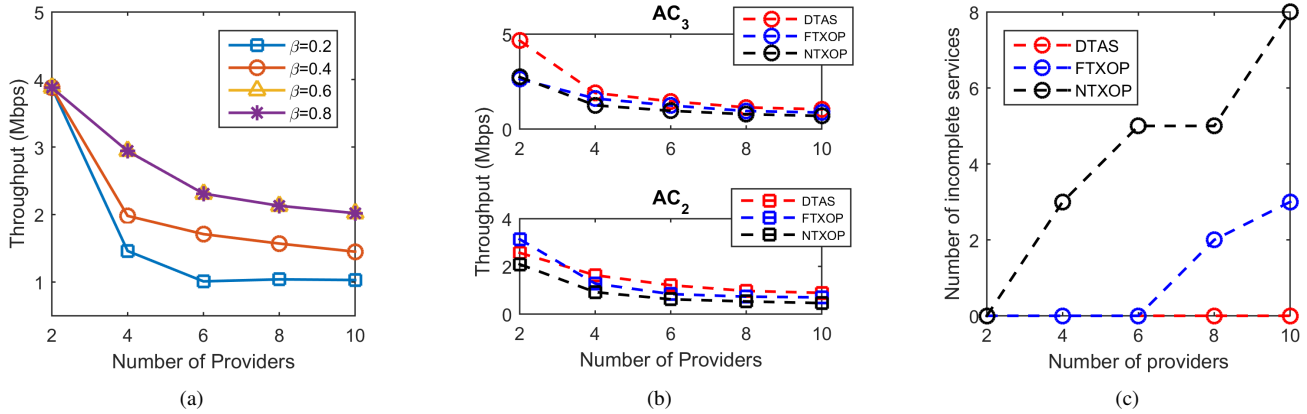 5
4
3
2
1
Throughput (Mbps)
β=0.2
β=0.4
β=0.6
β=0.8
2 4 6 8 10
Number of Providers
(a)
AC3
5
0
DTAS
FTXOP
NTXOP
2 4 6 8 10
Throughput (Mbps)
AC2
4
2
0
DTAS
FTXOP
NTXOP
2 4 6 8 10
Number of Providers
(b)
8
6
4
2
0
Number of incomplete services
DTAS
FTXOP
NTXOP
2 4 6 8 10
Number of providers
(c)